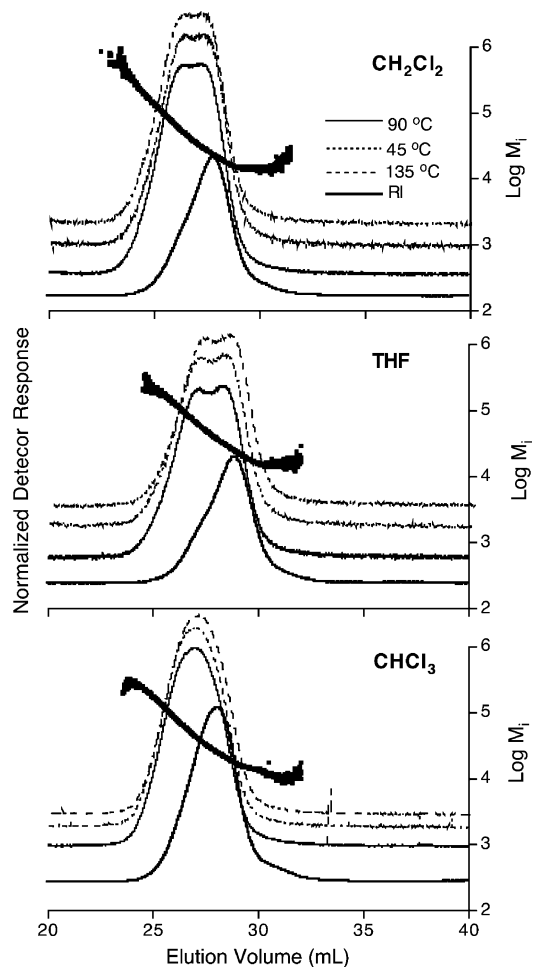 CH₂Cl₂
90 °C
45 °C
135 °C
RI
6
5
4
3
2
Log Mᵢ
THF
6
5
4
3
2
Log Mᵢ
CHCl₃
6
5
4
3
2
Log Mᵢ
Normalized Detecor Response
20 25 30 35 40
Elution Volume (mL)